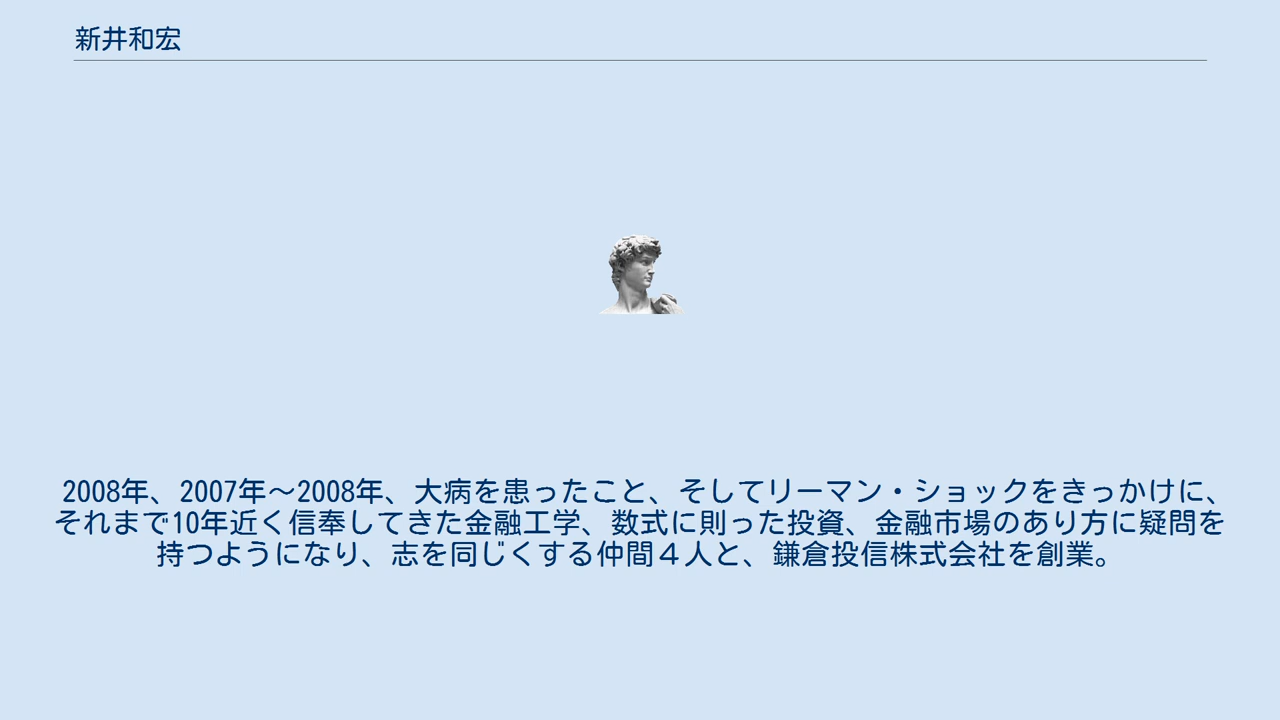 新井和宏
2008年、2007年～2008年、大病を患ったこと、そしてリーマン・ショックをきっかけに、
それまで10年近く信奉してきた金融工学、数式に則った投資、金融市場のあり方に疑問を
持つようになり、志を同じくする仲間４人と、鎌倉投信株式会社を創業。